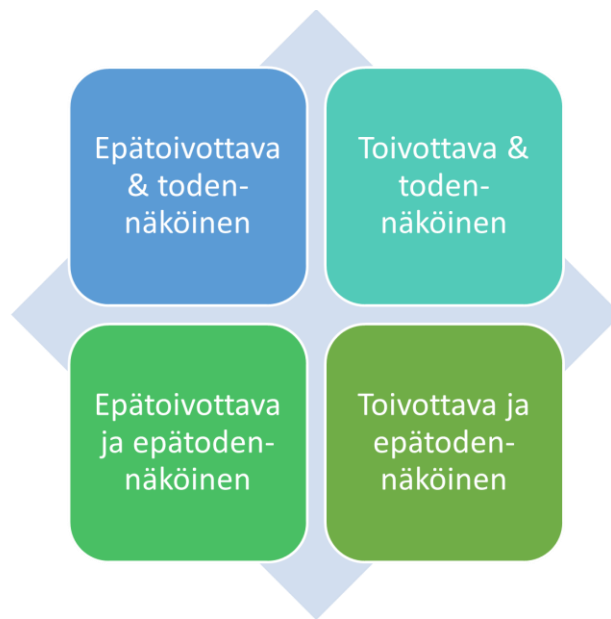 Epätoivottava
& toden-
näköinen
Toivottava &
toden-
näköinen
Epätoivottava
ja epätoden-
näköinen
Toivottava ja
epätoden-
näköinen